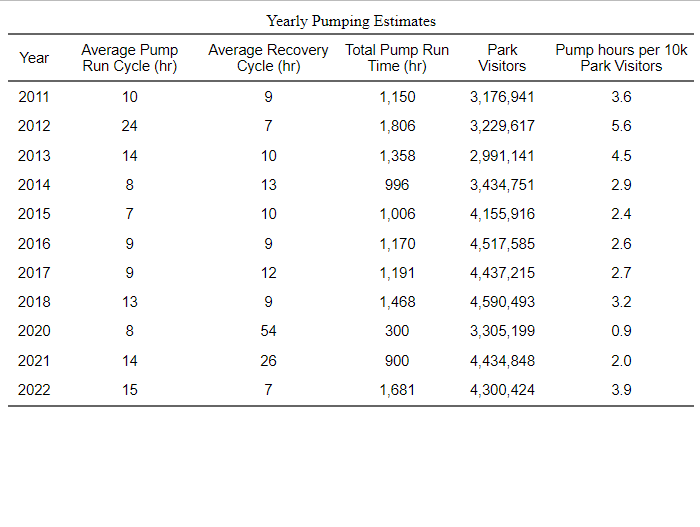 Yearly Pumping Estimates
Year Average Pump Run Cycle (hr) Average Recovery Cycle (hr) Total Pump Run Time (hr) Park Visitors Pump hours per 10k Park Visitors
2011 10 9 1,150 3,176,941 3.6
2012 24 7 1,806 3,229,617 5.6
2013 14 10 1,358 2,991,141 4.5
2014 8 13 996 3,434,751 2.9
2015 7 10 1,006 4,155,916 2.4
2016 9 9 1,170 4,517,585 2.6
2017 9 12 1,191 4,437,215 2.7
2018 13 9 1,468 4,590,493 3.2
2020 8 54 300 3,305,199 0.9
2021 14 26 900 4,434,848 2.0
2022 15 7 1,681 4,300,424 3.9